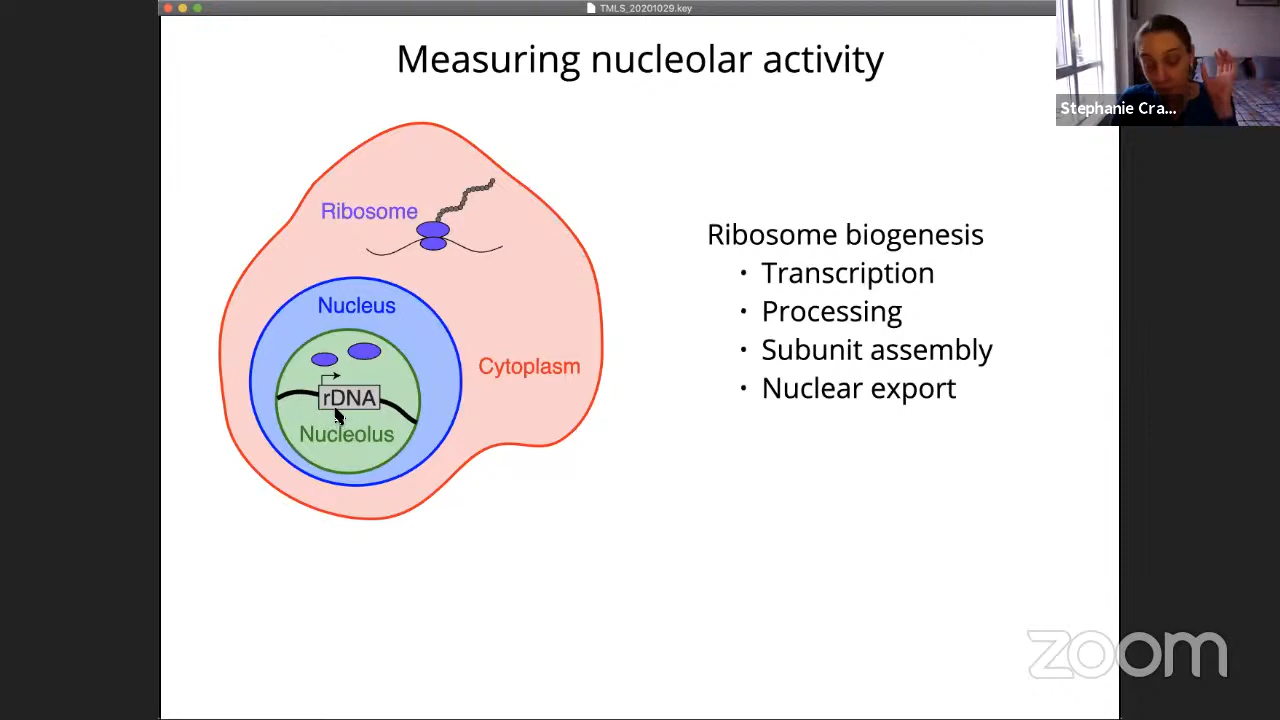 TMLS_20201029.key
Measuring nucleolar activity
Stephanie Cra...
Ribosome
Nucleus
rDNA
Nucleolus
Cytoplasm
Ribosome biogenesis
• Transcription
• Processing
• Subunit assembly
• Nuclear export
zoom